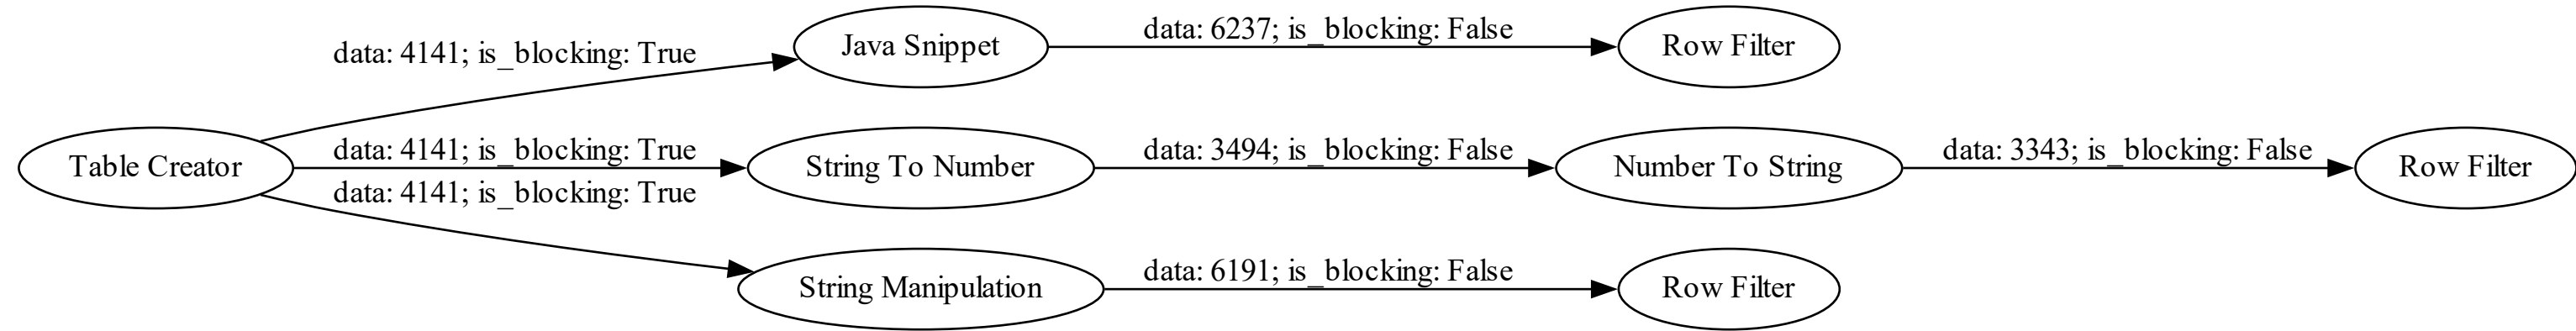 data: 4141; is_blocking: True
Java Snippet
data: 6237; is_blocking: False
Row Filter
Table Creator
data: 4141; is_blocking: True
String To Number
data: 3494; is_blocking: False
Number To String
data: 3343; is_blocking: False
Row Filter
data: 4141; is_blocking: True
String Manipulation
data: 6191; is_blocking: False
Row Filter